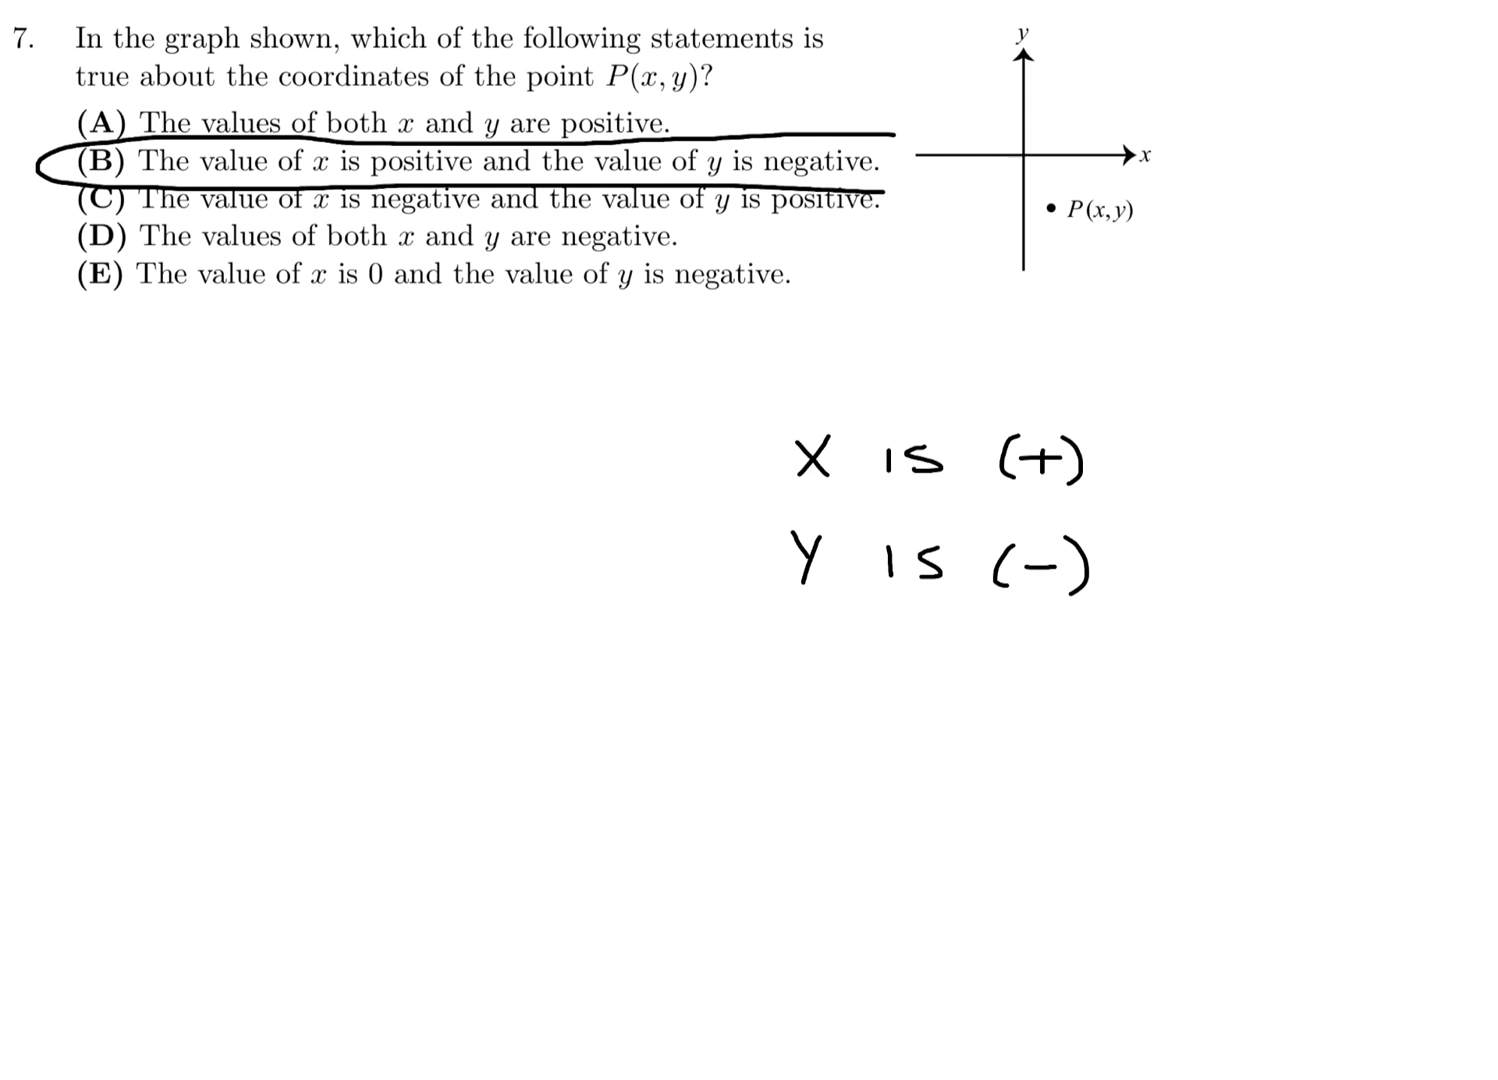 7. In the graph shown, which of the following statements is
true about the coordinates of the point P(x, y)?
(A) The values of both x and y are positive.
(B) The value of x is positive and the value of y is negative.
(C) The value of x is negative and the value of y is positive.
(D) The values of both x and y are negative.
(E) The value of x is 0 and the value of y is negative.
y
x
P(x,y)
X IS (+)
Y IS (-)